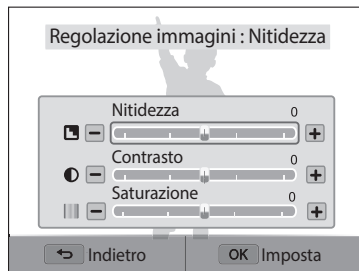 Regolazione immagini : Nitidezza
Nitidezza 0
Contrasto 0
Saturazione 0
Indietro OK Imposta